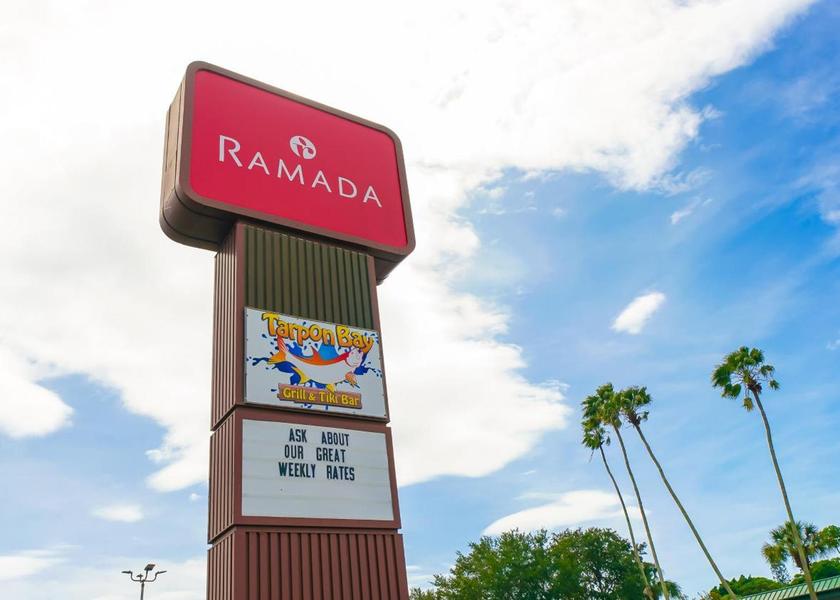 RAMADA
Tarpon Bay
Grill & Tiki Bar
ASK ABOUT
OUR GREAT
WEEKLY RATES